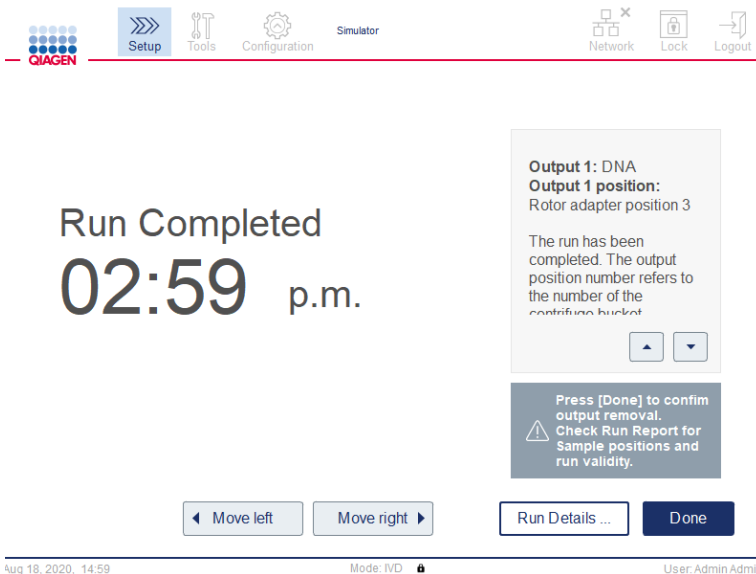 Setup
Tools
Configuration
Simulator
Network
Lock
Logout
QIAGEN
Run Completed
02:59 p.m.
Output 1: DNA
Output 1 position:
Rotor adapter position 3
The run has been
completed. The output
position number refers to
the number of the
centrifuge bucket
Press [Done] to confim
output removal.
Check Run Report for
Sample positions and
run validity.
Move left
Move right
Run Details ...
Done
Aug 18, 2020, 14:59
Mode: IVD
User: Admin Admi